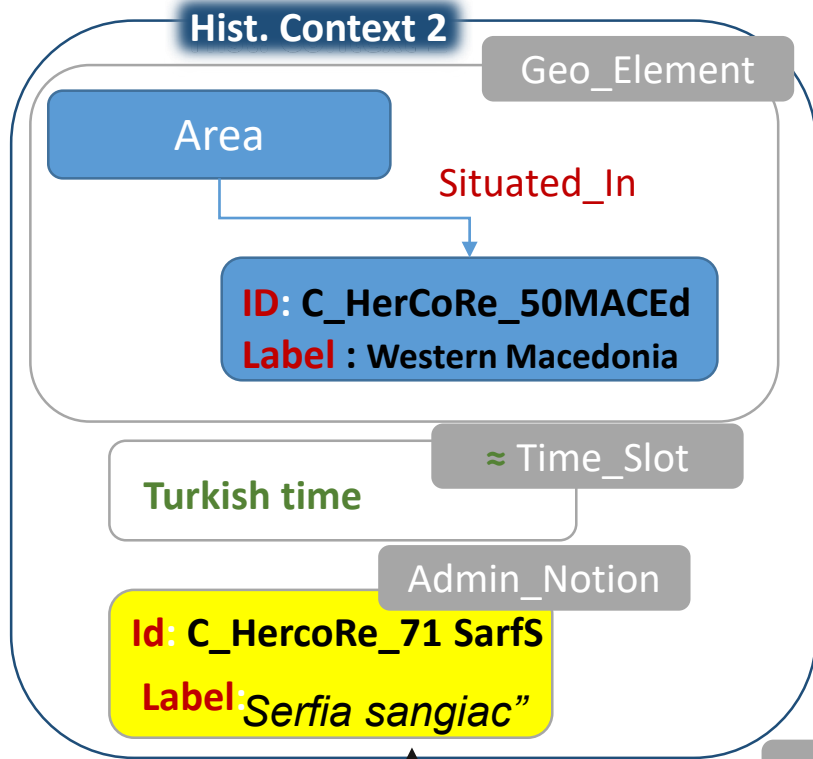 Hist. Context 2
Geo_Element
Area
Situated_In
ID: C_HerCoRe_50MACEd
Label : Western Macedonia
≈ Time_Slot
Turkish time
Admin_Notion
Id: C_HercoRe_71 SarfS
Label:Serfia sangiac”